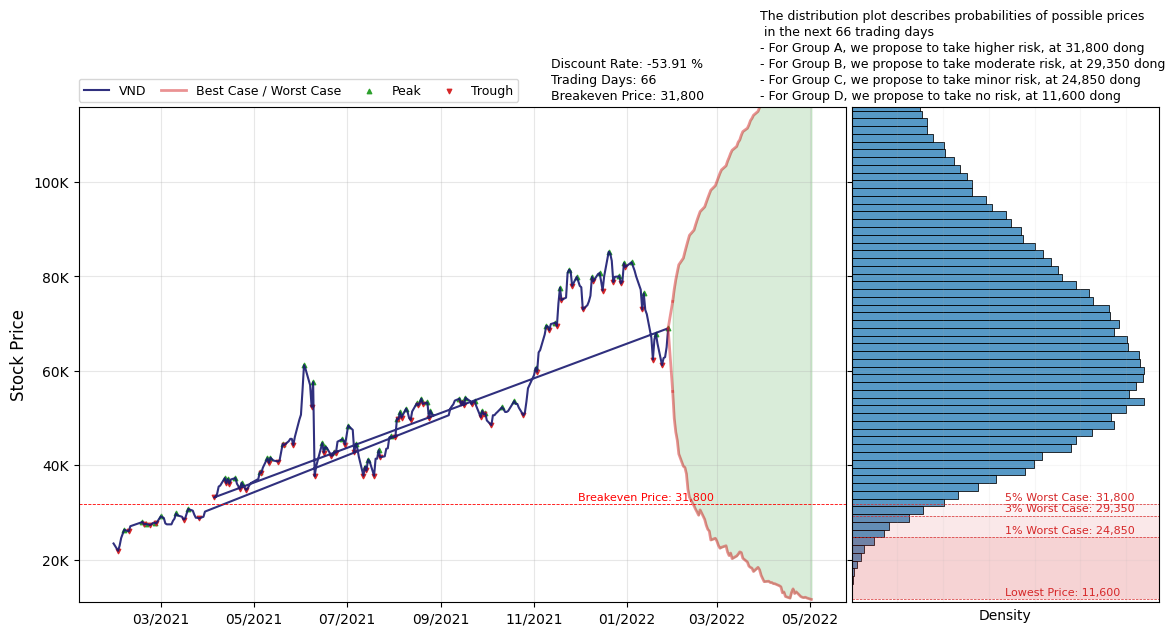 The distribution plot describes probabilities of possible prices
in the next 66 trading days
- For Group A, we propose to take higher risk, at 31,800 dong
- For Group B, we propose to take moderate risk, at 29,350 dong
- For Group C, we propose to take minor risk, at 24,850 dong
- For Group D, we propose to take no risk, at 11,600 dong
Discount Rate: -53.91 %
Trading Days: 66
Breakeven Price: 31,800
VND
Best Case / Worst Case
Peak
Trough
Stock Price
100K
80K
60K
40K
20K
Breakeven Price: 31,800
5% Worst Case: 31,800
3% Worst Case: 29,350
1% Worst Case: 24,850
Lowest Price: 11,600
03/2021
05/2021
07/2021
09/2021
11/2021
01/2022
03/2022
05/2022
Density